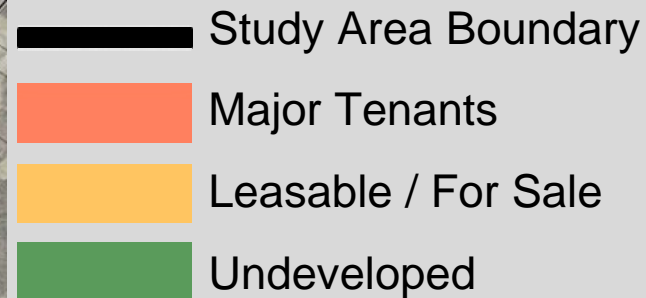 Study Area Boundary
Major Tenants
Leasable / For Sale
Undeveloped